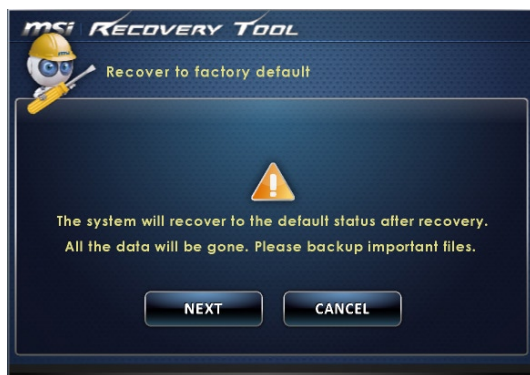 msi RECOVERY TOOL
Recover to factory default
The system will recover to the default status after recovery.
All the data will be gone. Please backup important files.
NEXT
CANCEL